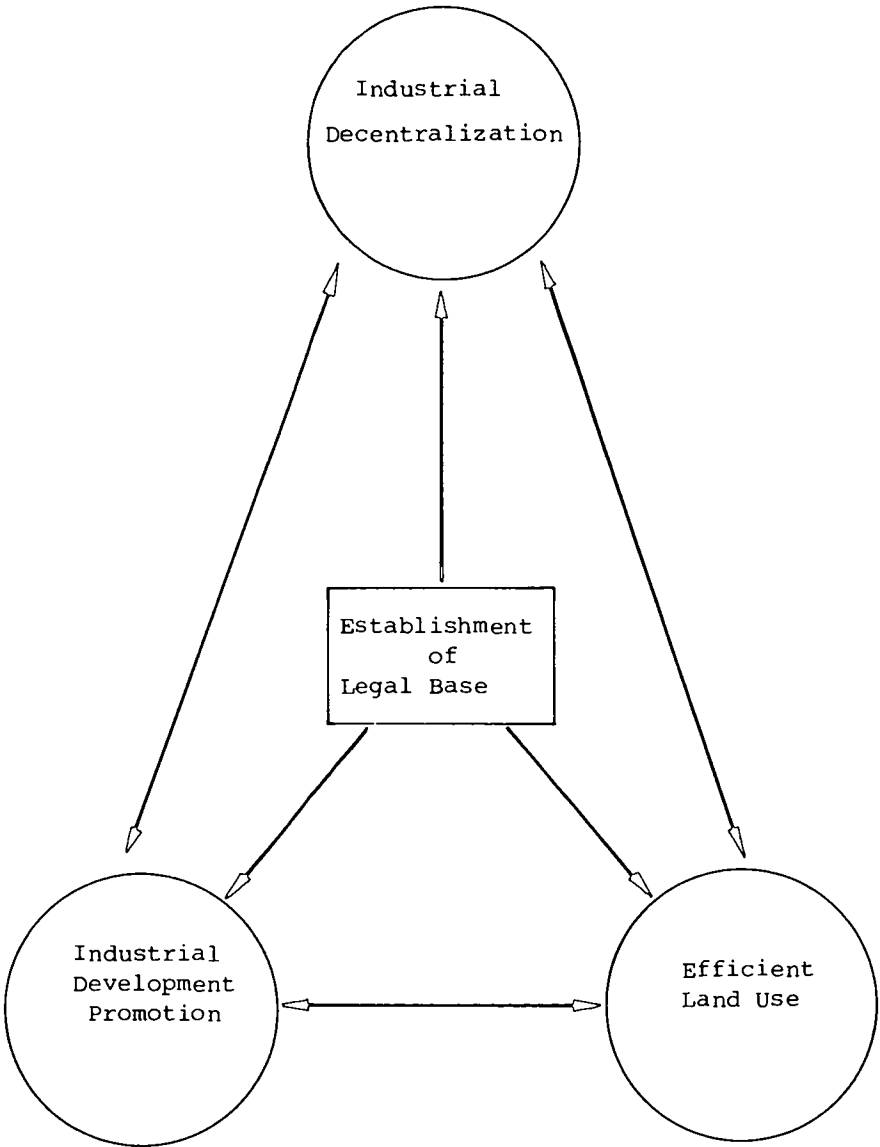 Industrial
Decentralization
Establishment
of
Legal Base
Industrial
Development
Promotion
Efficient
Land Use